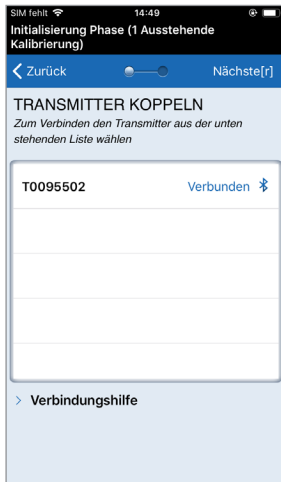 SIM fehlt 14:49
Initialisierung Phase (1 Ausstehende
Kalibrierung)
Zurück Nächste[r]
TRANSMITTER KOPPELN
Zum Verbinden den Transmitter aus der unten
stehenden Liste wählen
T0095502 Verbunden
Verbindungshilfe